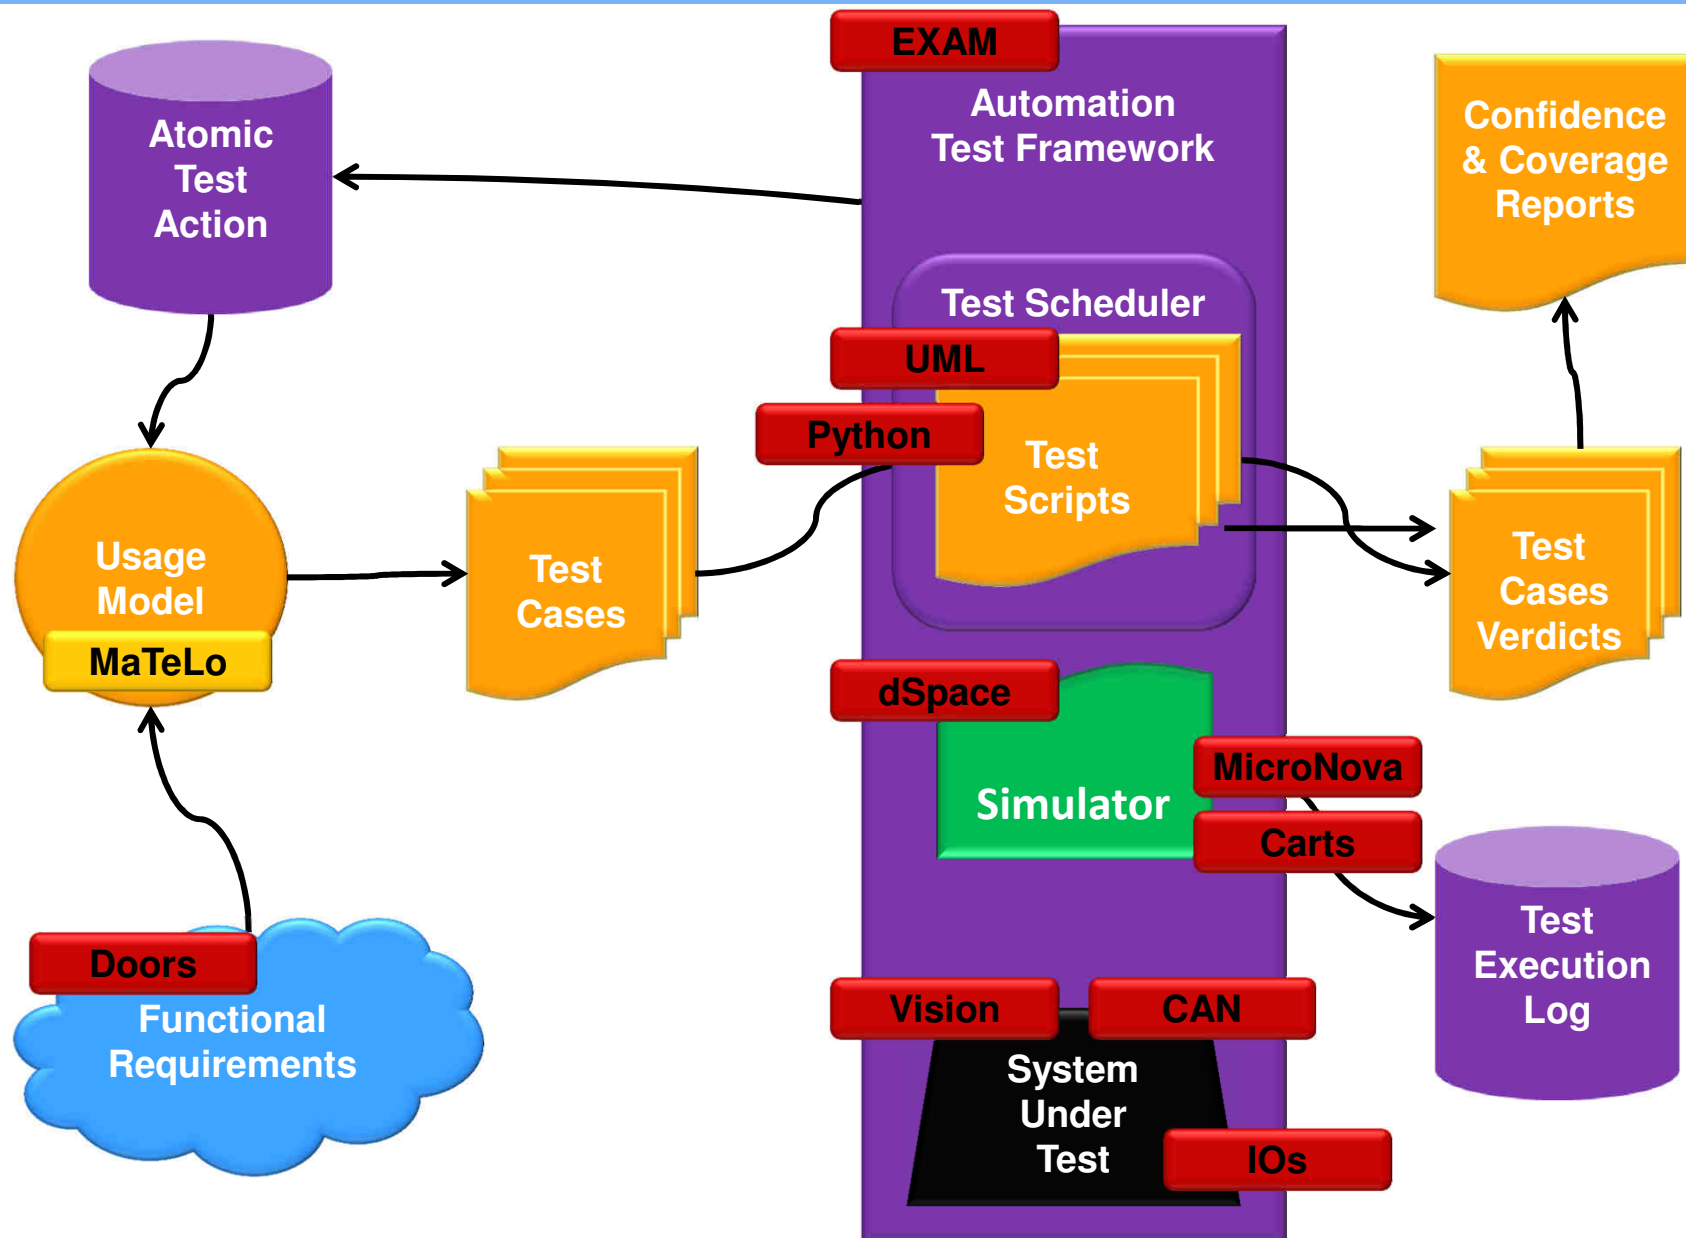 EXAM
Automation
Test Framework
Atomic
Test
Action
Confidence
& Coverage
Reports
Test Scheduler
UML
Python
Test
Scripts
Usage
Model
MaTeLo
Test
Cases
Test
Cases
Verdicts
dSpace
Simulator
MicroNova
Carts
Doors
Functional
Requirements
Vision
CAN
System
Under
Test
IOs
Test
Execution
Log